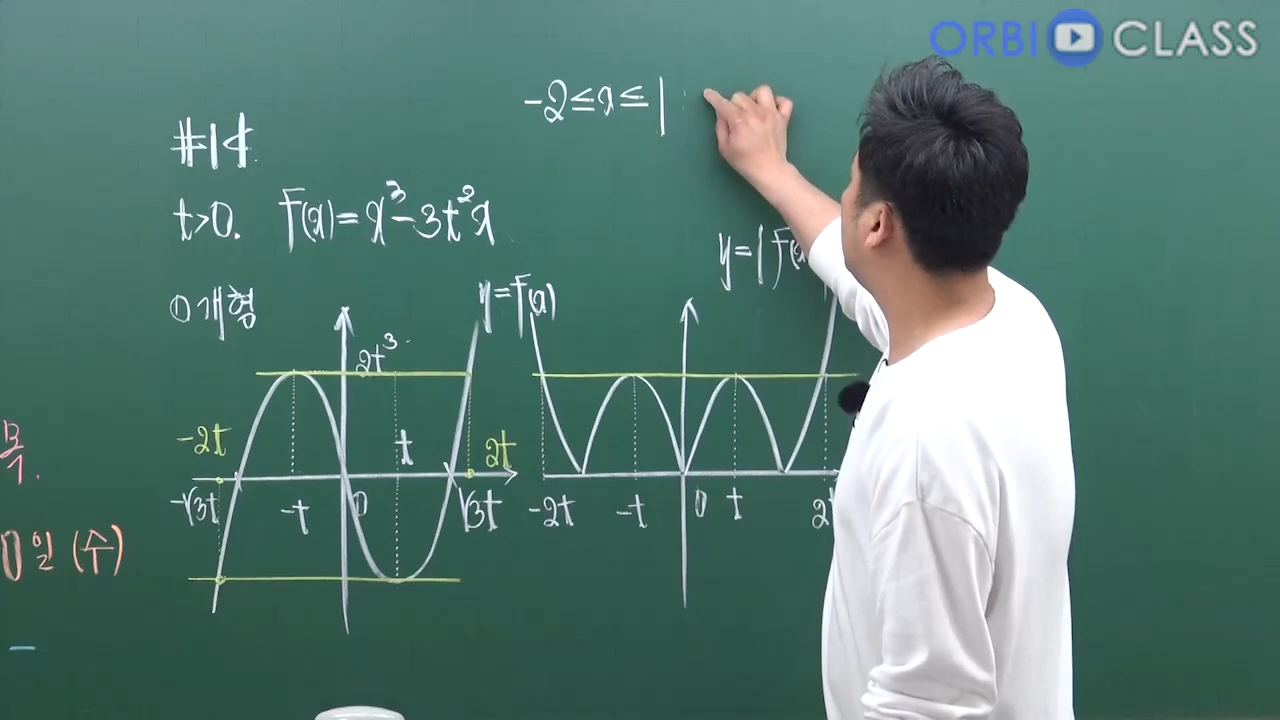 ORBI CLASS
-2≤x≤1
#14.
t>0. f(x)=x³-3t²x
y=|f(x
① 개형
y=f(x)
2t³
-2t
t
2t
-√3t
-t
0
√3t
-2t
-t
0
t
2t
일 (수)